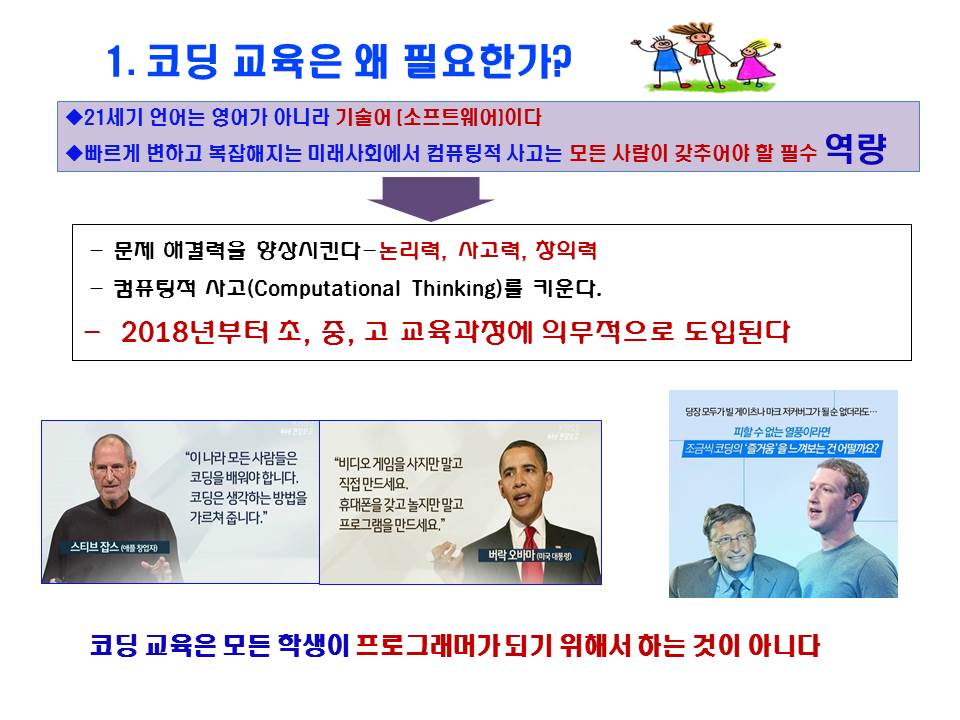 1. 코딩 교육은 왜 필요한가?
◆21세기 언어는 영어가 아니라 기술어 (소프트웨어)이다
◆빠르게 변하고 복잡해지는 미래사회에서 컴퓨팅적 사고는 모든 사람이 갖추어야 할 필수 역량
- 문제 해결력을 양상시킨다-논리력, 사고력, 창의력
- 컴퓨팅적 사고(Computational Thinking)를 키운다.
- 2018년부터 초, 중, 고 교육과정에 의무적으로 도입된다
“이 나라 모든 사람들은
코딩을 배워야 합니다.
코딩은 생각하는 방법을
가르쳐 줍니다.”
스티브 잡스 (애플 창업자)
“비디오 게임을 사지만 말고
직접 만드세요.
휴대폰을 갖고 놀지만 말고
프로그램을 만드세요.”
버락 오바마 (미국 대통령)
당장 모두가 빌 게이츠나 마크 저커버그가 될 순 없더라도…
피할 수 없는 열풍이라면
조금씩 코딩의 ‘즐거움’을 느껴보는 건 어떨까요?
코딩 교육은 모든 학생이 프로그래머가 되기 위해서 하는 것이 아니다